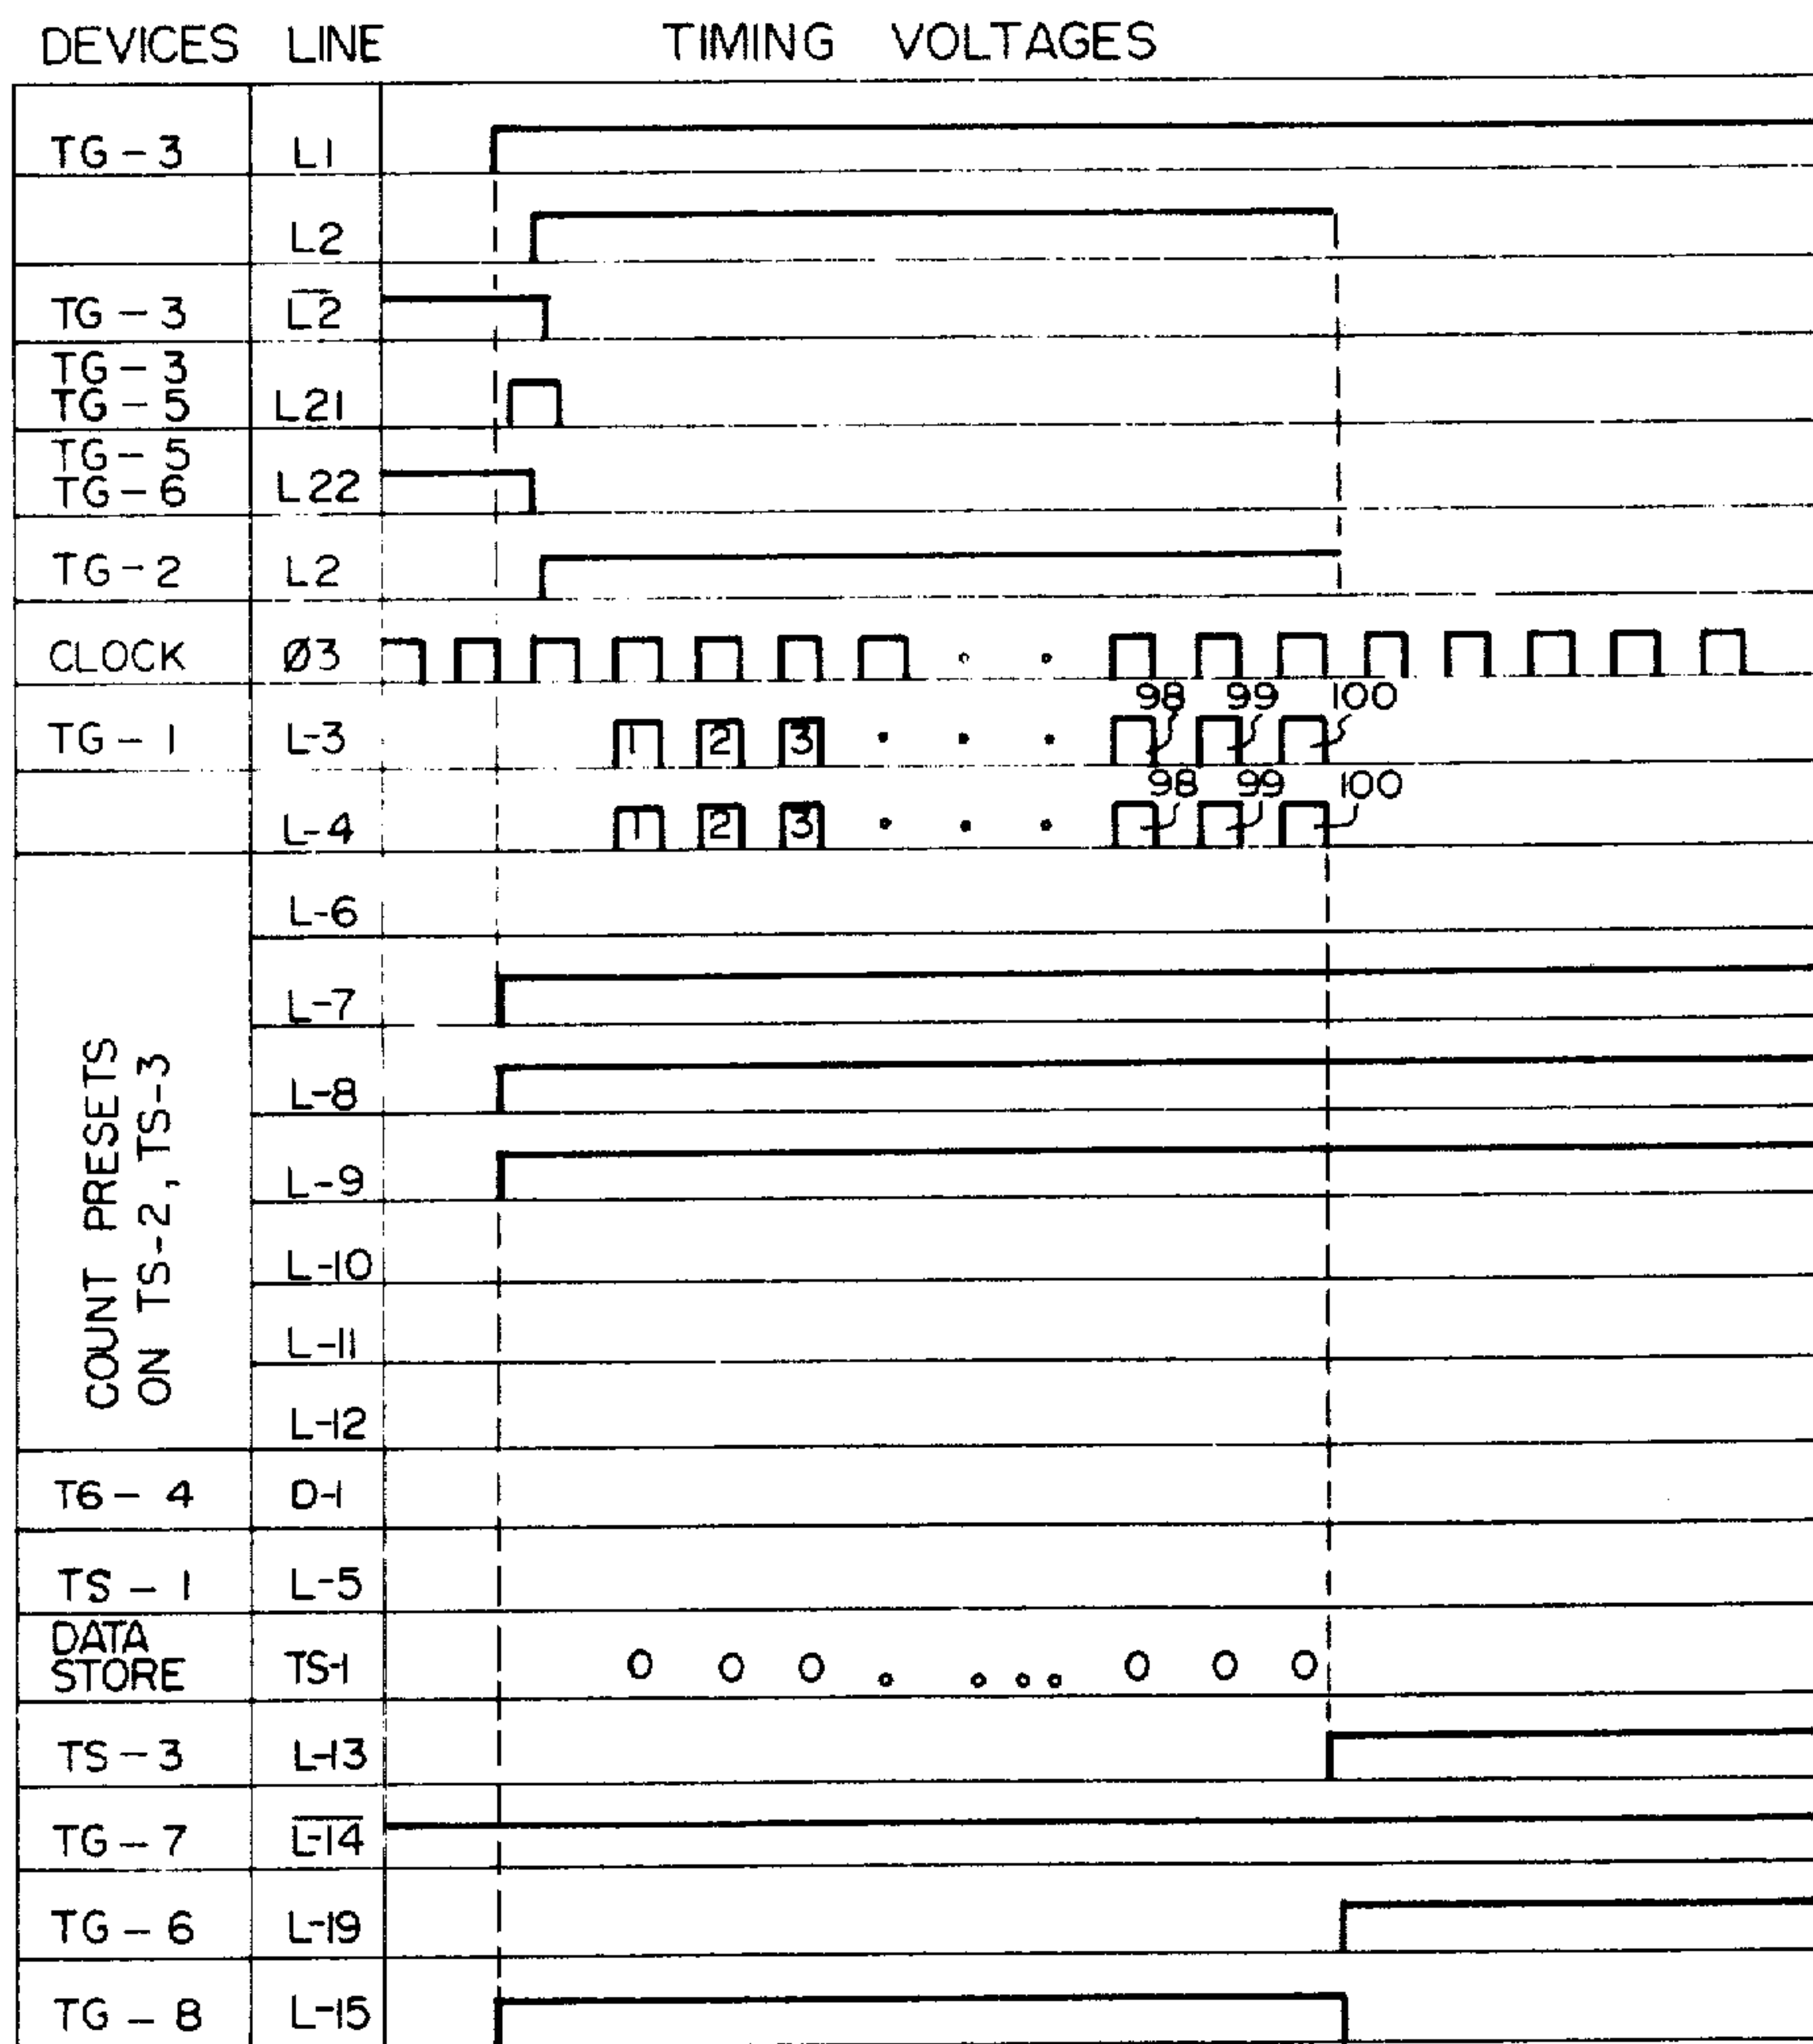 DEVICES LINE TIMING VOLTAGES
TG-3 L1
L2
TG-3 L̅2̅
TG-3
TG-5 L21
TG-5
TG-6 L22
TG-2 L2
CLOCK Ø3
98 99 100
TG-1 L-3 1 2 3 . . .
98 99 100
L-4 1 2 3 . . .
COUNT PRESETS
ON TS-2, TS-3
L-6
L-7
L-8
L-9
L-10
L-11
L-12
T6-4 D-1
TS-1 L-5
DATA
STORE TS-1 0 0 0 . . . . 0 0 0
TS-3 L-13
TG-7 L̅-̅1̅4̅
TG-6 L-19
TG-8 L-15